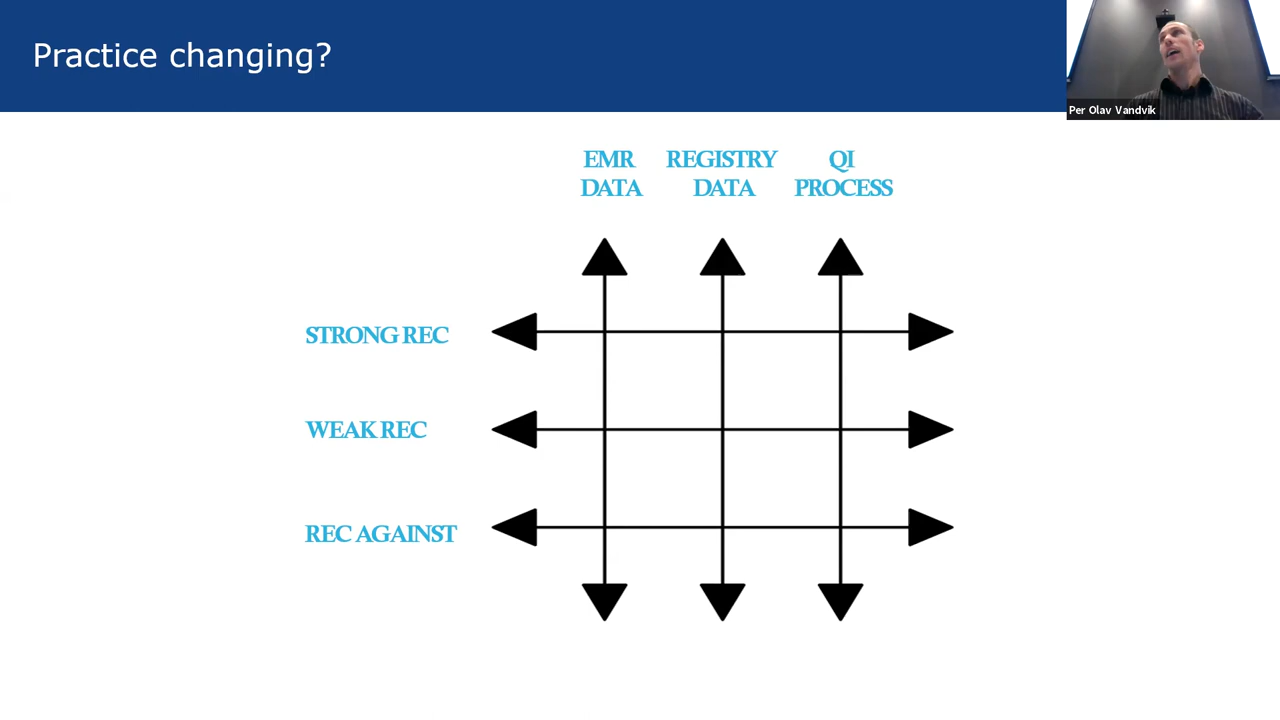 Practice changing?
Per Olav Vandvik
EMR REGISTRY QI
DATA DATA PROCESS
STRONG REC
WEAK REC
REC AGAINST